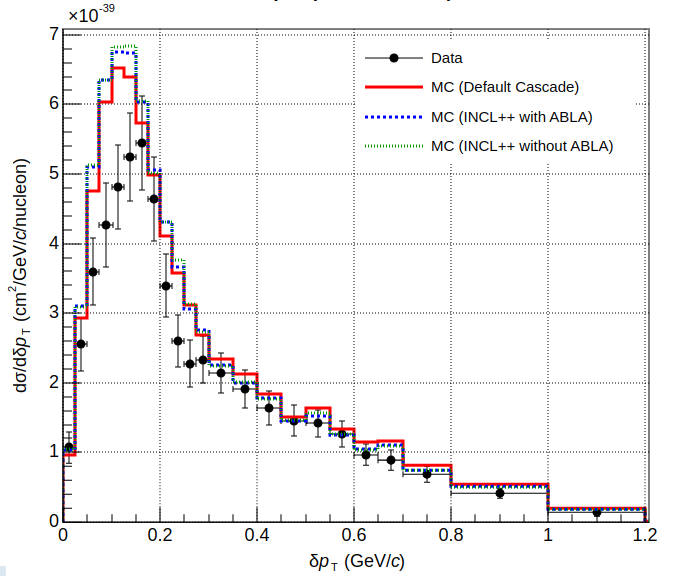 ×10-39
7
6
5
4
3
2
1
0
0
0.2
0.4
0.6
0.8
1
1.2
dσ/dδpT (cm2/GeV/c/nucleon)
δpT (GeV/c)
Data
MC (Default Cascade)
MC (INCL++ with ABLA)
MC (INCL++ without ABLA)